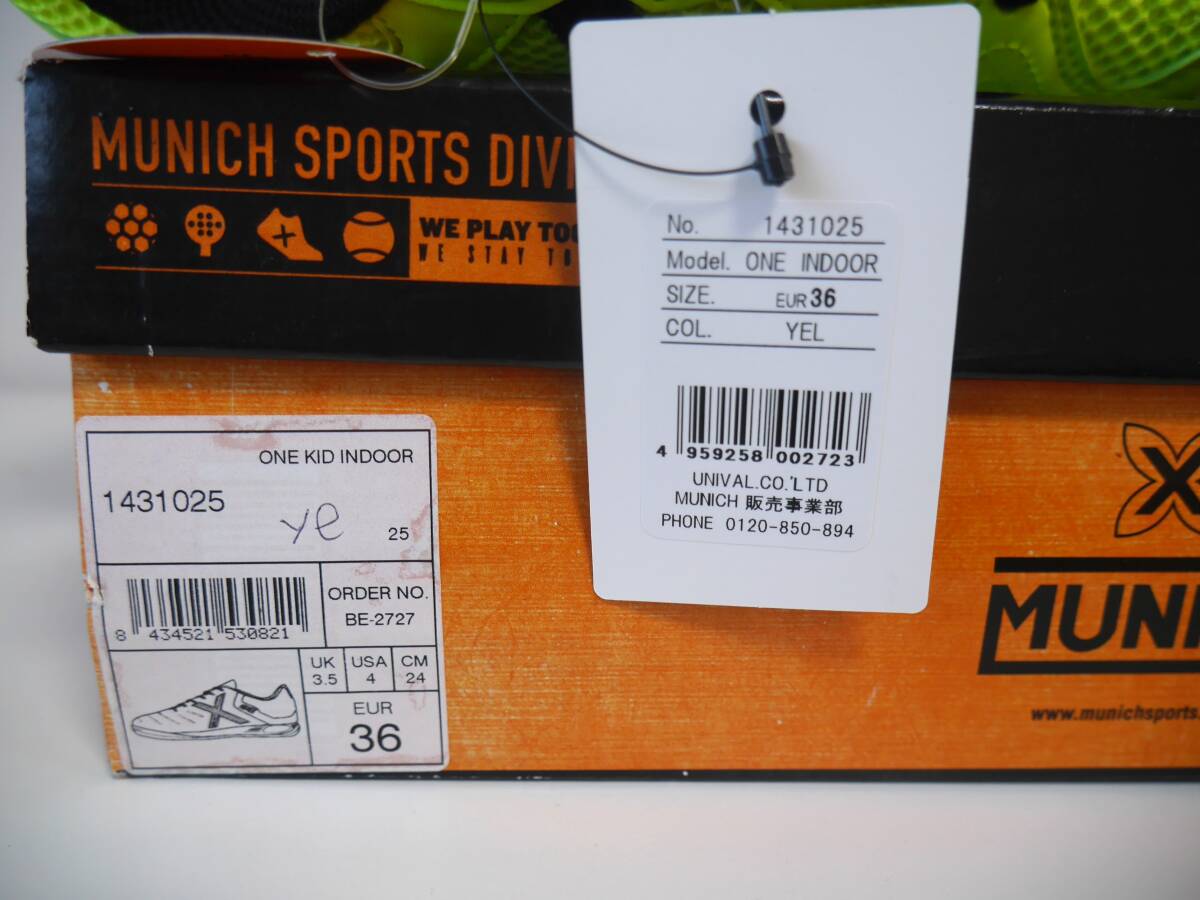 MUNICH SPORTS DIVI
WE PLAY TOG
WE STAY TO
No. 1431025
Model. ONE INDOOR
SIZE. EUR 36
COL. YEL
4 959258 002723
UNIVAL.CO.'LTD
MUNICH 販売事業部
PHONE 0120-850-894
ONE KID INDOOR
1431025
ye
25
8 434521 530821
ORDER NO.
BE-2727
UK USA CM
3.5 4 24
EUR
36
X
MUNI
www.munichsports